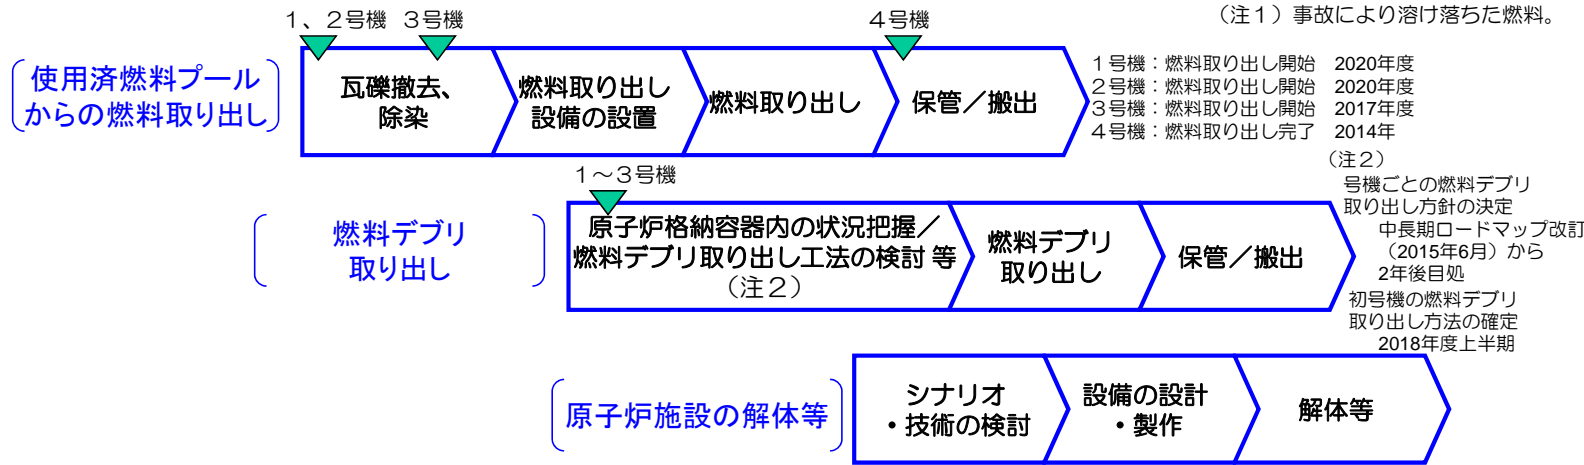 （注１）事故により溶け落ちた燃料。
１、２号機
３号機
４号機
使用済燃料プール
からの燃料取り出し
瓦礫撤去、
除染
燃料取り出し
設備の設置
燃料取り出し
保管／搬出
１号機：燃料取り出し開始　2020年度
２号機：燃料取り出し開始　2020年度
３号機：燃料取り出し開始　2017年度
４号機：燃料取り出し完了　2014年
１～３号機
燃料デブリ
取り出し
原子炉格納容器内の状況把握／
燃料デブリ取り出し工法の検討 等
（注２）
燃料デブリ
取り出し
保管／搬出
（注２）
号機ごとの燃料デブリ
取り出し方針の決定
中長期ロードマップ改訂
（2015年6月）から
2年後目処
初号機の燃料デブリ
取り出し方法の確定
2018年度上半期
原子炉施設の解体等
シナリオ
・技術の検討
設備の設計
・製作
解体等